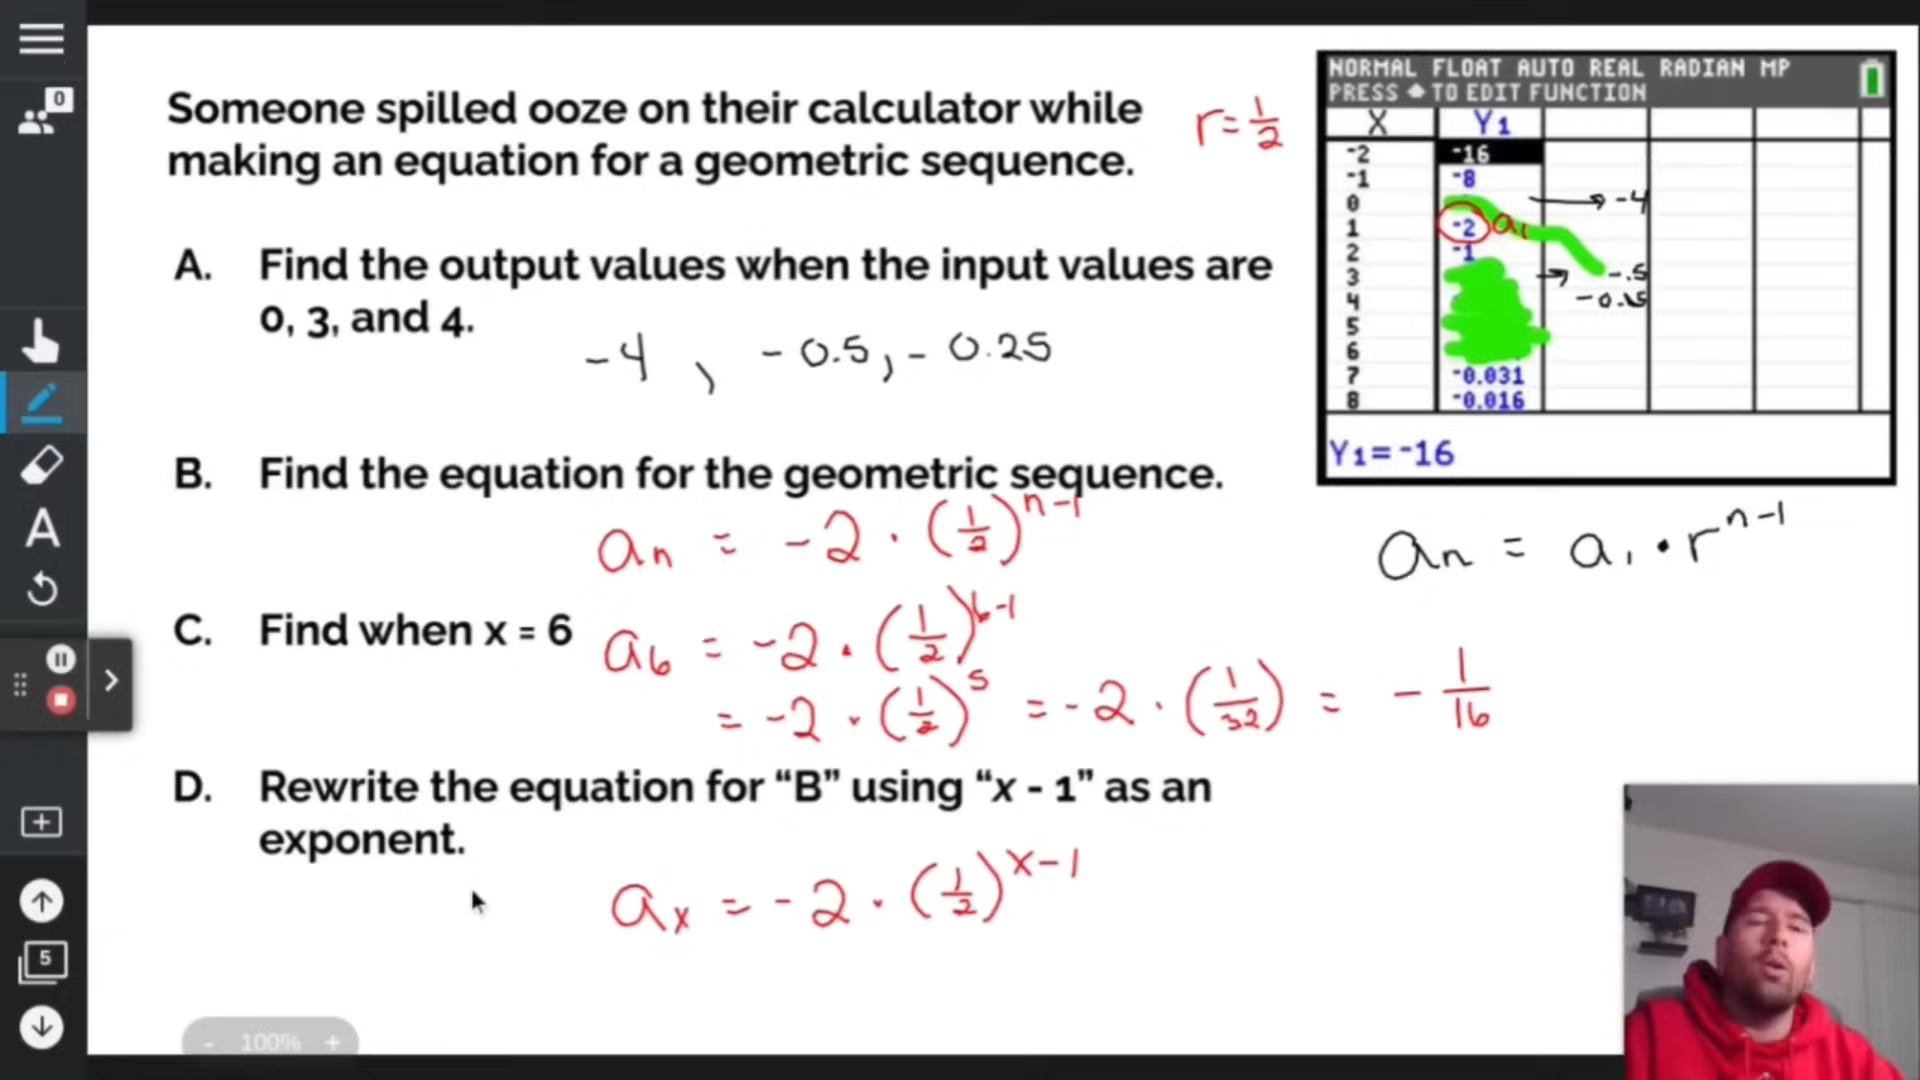 0
Someone spilled ooze on their calculator while
making an equation for a geometric sequence.
r = 1/2
A. Find the output values when the input values are
0, 3, and 4.
-4 , -0.5, -0.25
B. Find the equation for the geometric sequence.
aₙ = -2 · (1/2)ⁿ⁻¹
C. Find when x = 6
a₆ = -2 · (1/2)⁶⁻¹
= -2 · (1/2)⁵ = -2 · (1/32) = - 1/16
D. Rewrite the equation for “B” using “x - 1” as an
exponent.
aₓ = -2 · (1/2)ˣ⁻¹
NORMAL FLOAT AUTO REAL RADIAN MP
PRESS + TO EDIT FUNCTION
X Y1
-2 -16
-1 -8
0 → -4
1 -2 a₁
2 -1
3 → -.5
4
5
6
7 -0.031
8 -0.016
Y1=-16
aₙ = a₁ · rⁿ⁻¹
A
5
- 100% +